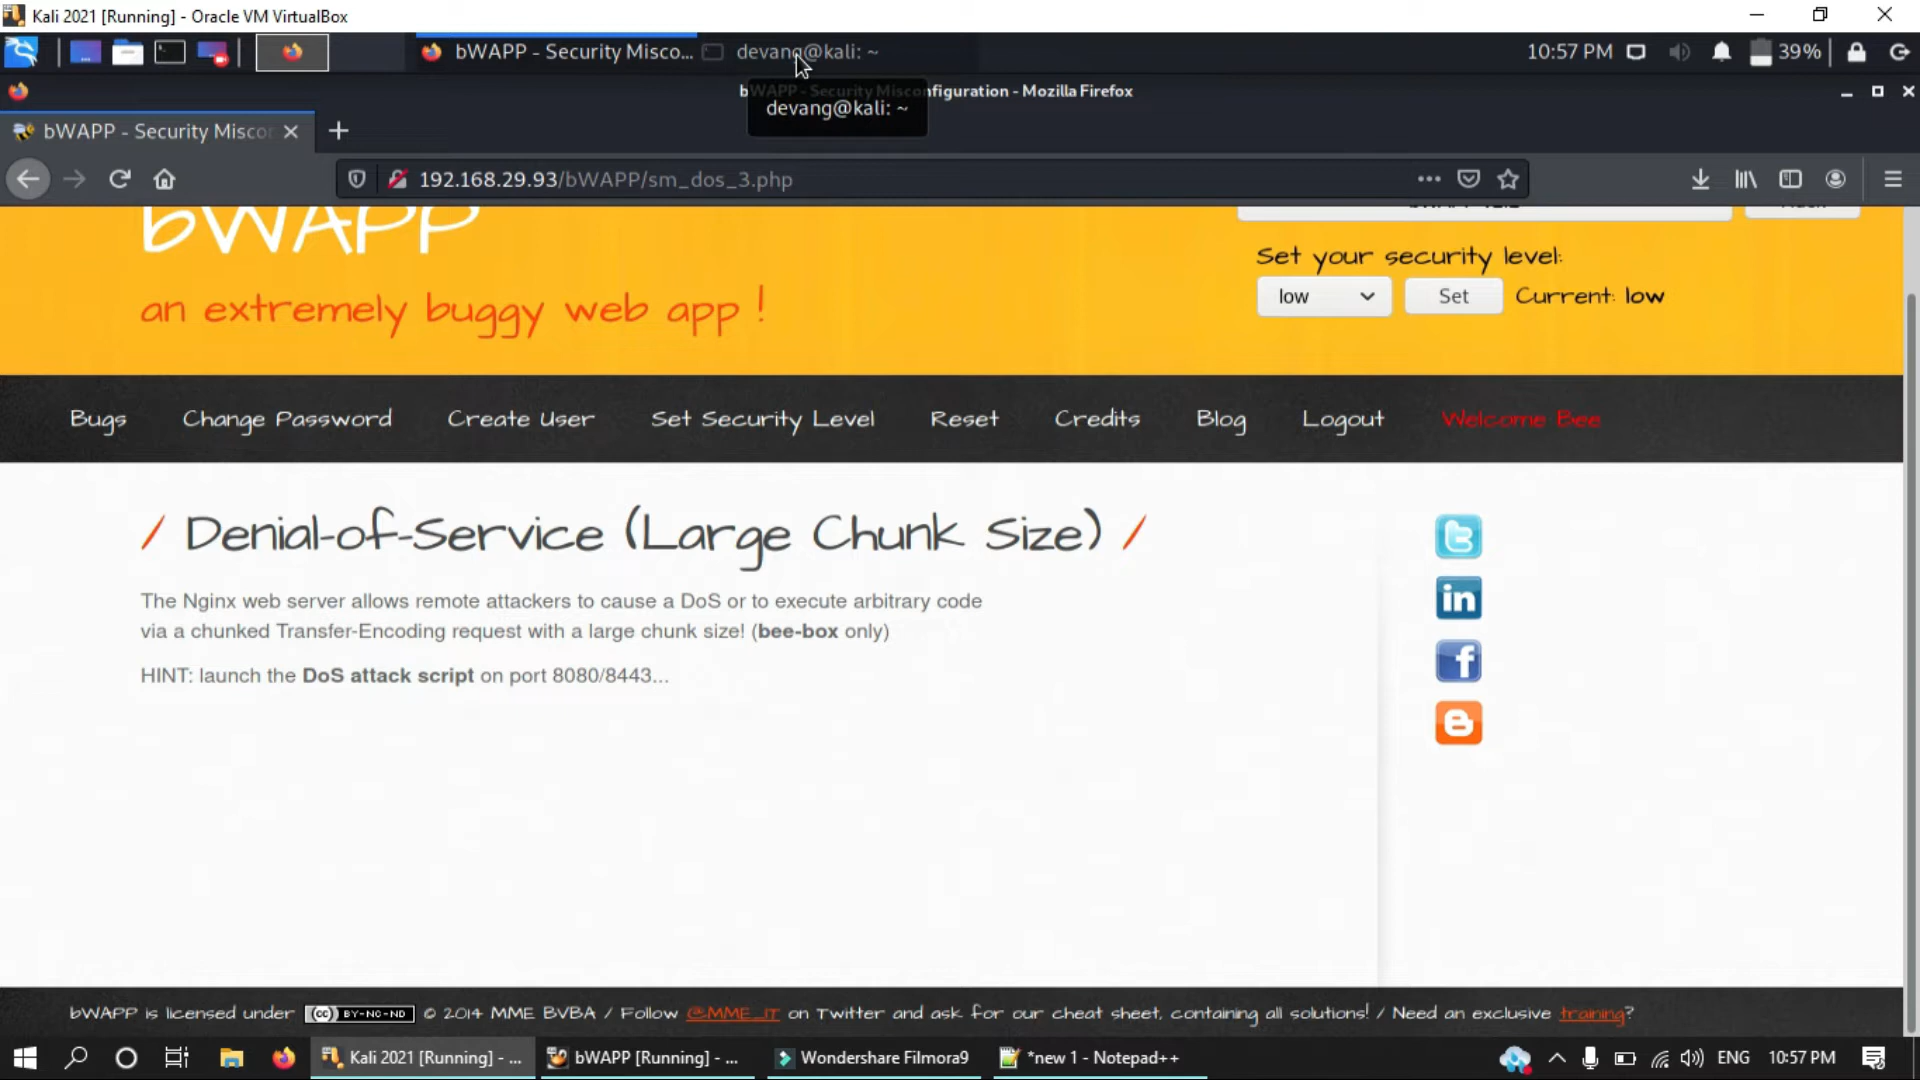 Kali 2021 [Running] - Oracle VM VirtualBox
bWAPP - Security Misco...
devang@kali: ~
10:57 PM
39%
bWAPP - Security Misconfiguration - Mozilla Firefox
devang@kali: ~
bWAPP - Security Miscon
192.168.29.93/bWAPP/sm_dos_3.php
bWAPP
an extremely buggy web app !
Set your security level:
low
Set
Current: low
Bugs
Change Password
Create User
Set Security Level
Reset
Credits
Blog
Logout
Welcome Bee
/ Denial-of-Service (Large Chunk Size) /
The Nginx web server allows remote attackers to cause a DoS or to execute arbitrary code
via a chunked Transfer-Encoding request with a large chunk size! (bee-box only)
HINT: launch the DoS attack script on port 8080/8443...
bWAPP is licensed under (cc) BY-NC-ND © 2014 MME BVBA / Follow @MME_IT on Twitter and ask for our cheat sheet, containing all solutions! / Need an exclusive training?
Kali 2021 [Running] - ...
bWAPP [Running] - ...
Wondershare Filmora9
*new 1 - Notepad++
ENG
10:57 PM